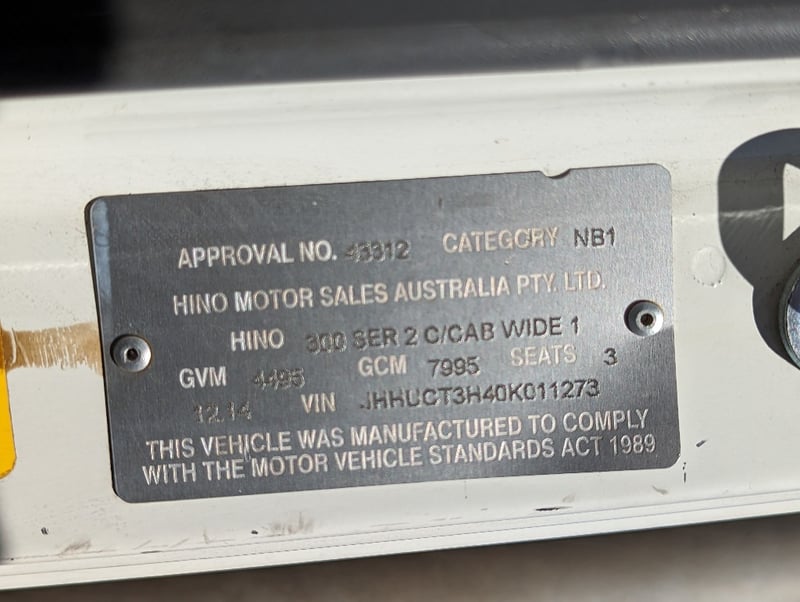 APPROVAL NO. 43312 CATEGORY NB1
HINO MOTOR SALES AUSTRALIA PTY. LTD.
HINO 300 SER 2 C/CAB WIDE 1
GVM 4495 GCM 7995 SEATS 3
12.14 VIN JHHUCT3H40K011273
THIS VEHICLE WAS MANUFACTURED TO COMPLY
WITH THE MOTOR VEHICLE STANDARDS ACT 1989